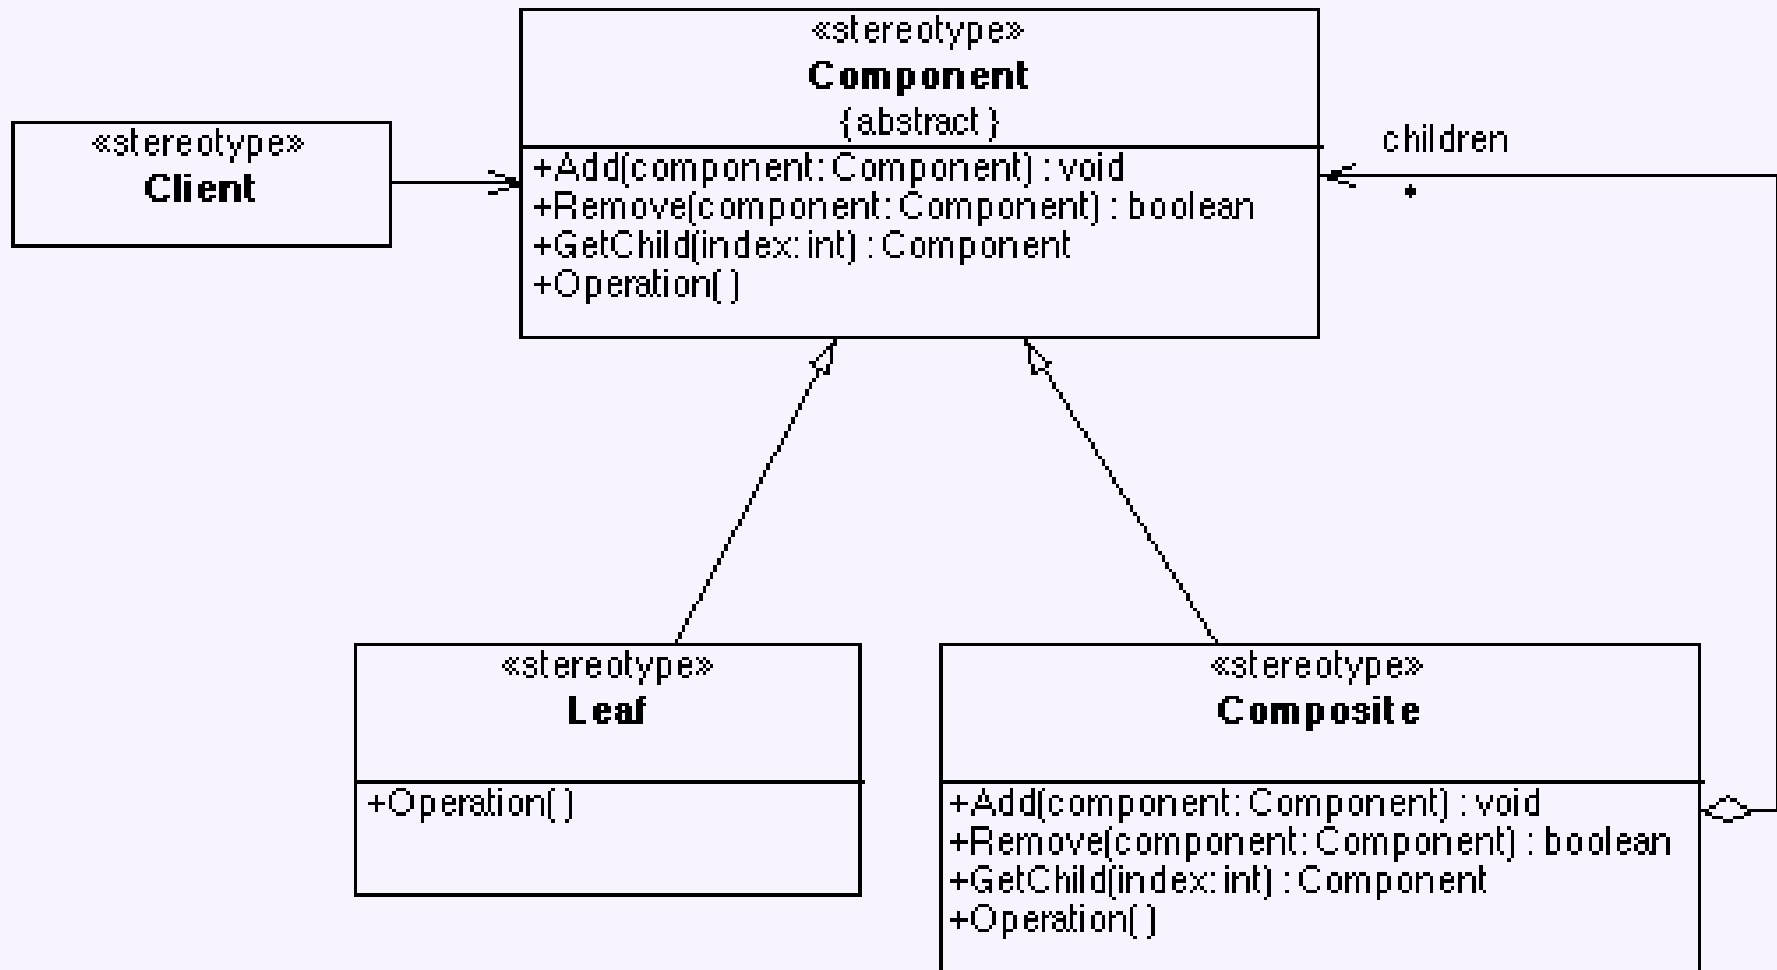 «stereotype»
Component
{abstract}
+Add(component: Component) : void
+Remove(component: Component) : boolean
+GetChild(index: int) : Component
+Operation()
«stereotype»
Client
children
*
«stereotype»
Leaf
+Operation()
«stereotype»
Composite
+Add(component: Component) : void
+Remove(component: Component) : boolean
+GetChild(index: int) : Component
+Operation()